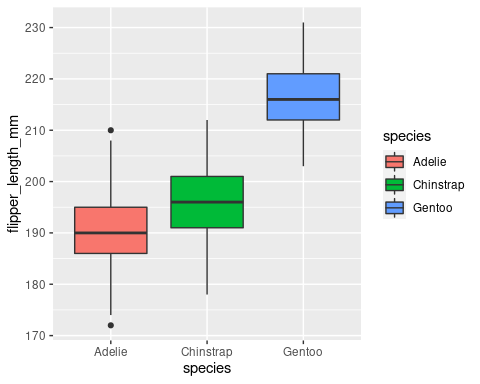 flipper_length_mm
230
220
210
200
190
180
170
Adelie Chinstrap Gentoo
species
species
Adelie
Chinstrap
Gentoo